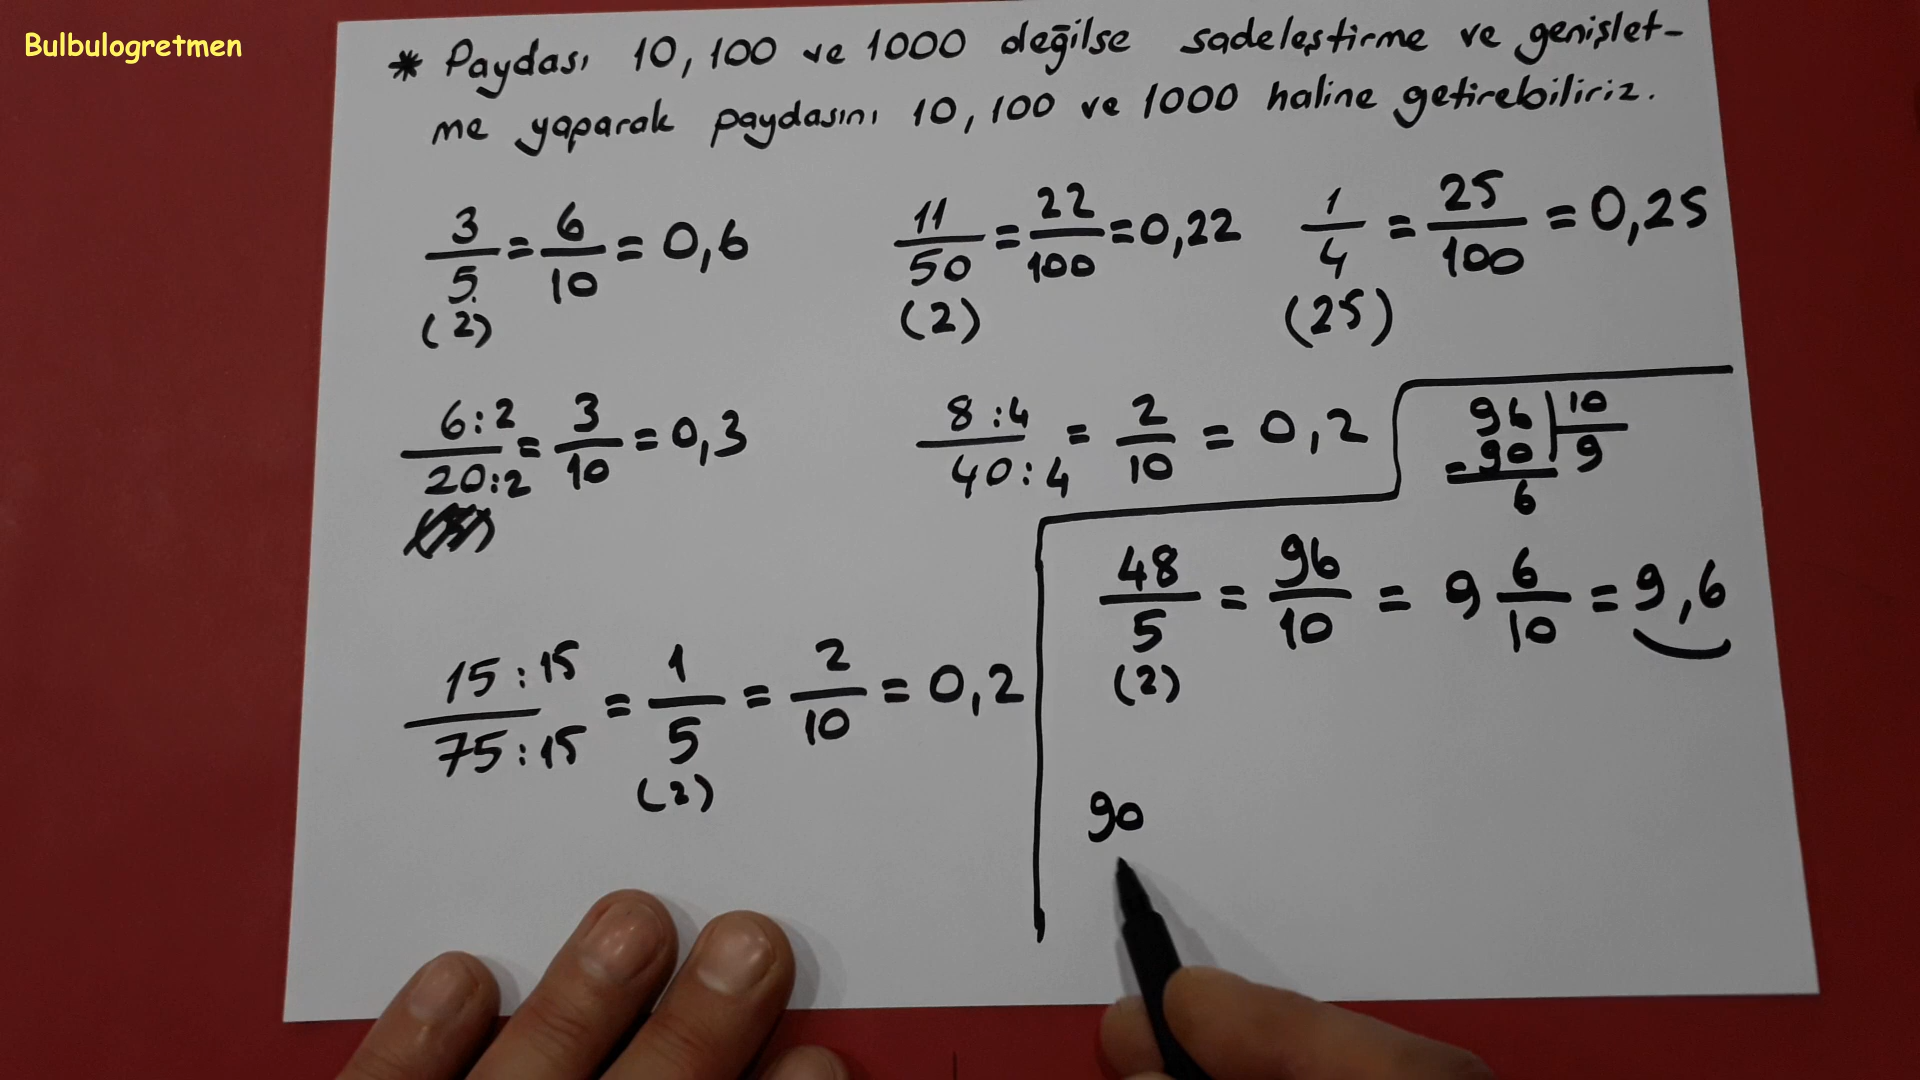 Bulbulogretmen
* Paydası 10, 100 ve 1000 değilse sadeleştirme ve genişlet-
me yaparak paydasını 10, 100 ve 1000 haline getirebiliriz.
3/5 = 6/10 = 0,6
(2)
11/50 = 22/100 = 0,22
(2)
1/4 = 25/100 = 0,25
(25)
6:2/20:2 = 3/10 = 0,3
8:4/40:4 = 2/10 = 0,2
96 | 10
- 90 9
6
15:15/75:15 = 1/5 = 2/10 = 0,2
(2)
48/5 = 96/10 = 9 6/10 = 9,6
(2)
90